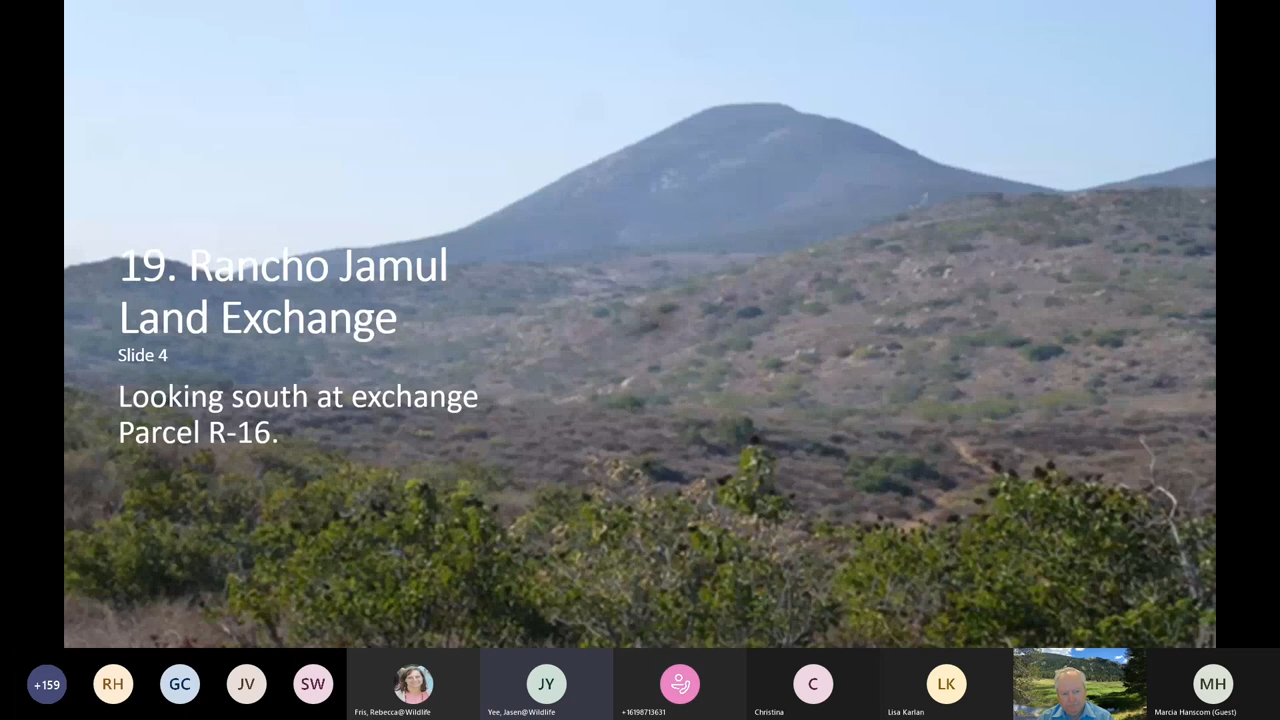 19. Rancho Jamul
Land Exchange
Slide 4
Looking south at exchange
Parcel R-16.
+159
RH
GC
JV
SW
JY
C
LK
MH
Fris, Rebecca@Wildlife
Yee, Jasen@Wildlife
+16198713631
Christina
Lisa Karlan
Marcia Hanscom (Guest)